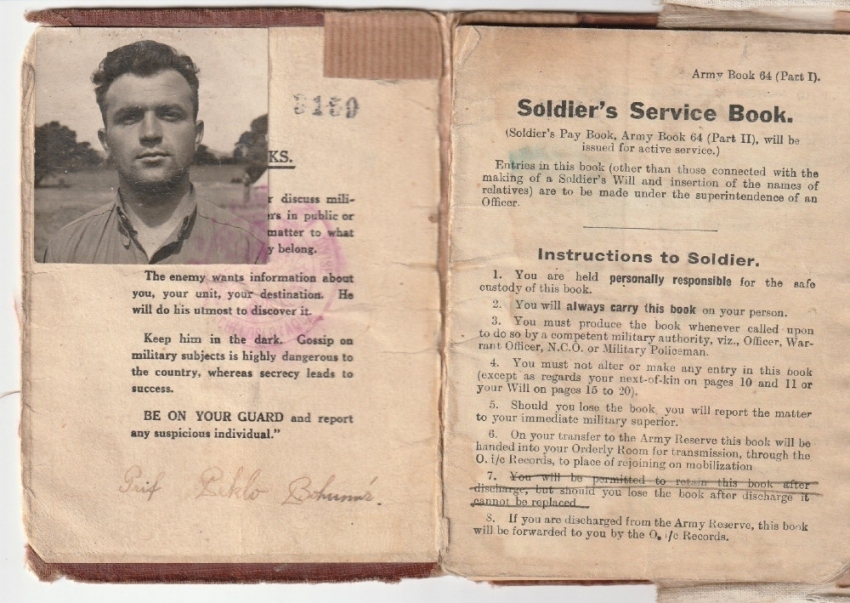 3159
KS.
r discuss mili-
ers in public or
matter to what
y belong.
The enemy wants information about
you, your unit, your destination. He
will do his utmost to discover it.
Keep him in the dark. Gossip on
military subjects is highly dangerous to
the country, whereas secrecy leads to
success.
BE ON YOUR GUARD and report
any suspicious individual."
Army Book 64 (Part I).
Soldier's Service Book.
(Soldier's Pay Book, Army Book 64 (Part II), will be
issued for active service.)
Entries in this book (other than those connected with the
making of a Soldier's Will and insertion of the names of
relatives) are to be made under the superintendence of an
Officer.
Instructions to Soldier.
1. You are held personally responsible for the safe
custody of this book.
2. You will always carry this book on your person.
3. You must produce the book whenever called upon
to do so by a competent military authority, viz., Officer, War-
rant Officer, N.C.O. or Military Policeman.
4. You must not alter or make any entry in this book
(except as regards your next-of-kin on pages 10 and 11 or
your Will on pages 15 to 20).
5. Should you lose the book, you will report the matter
to your immediate military superior.
6. On your transfer to the Army Reserve this book will be
handed into your Orderly Room for transmission, through the
O. i/c Records, to place of rejoining on mobilization
7. You will be permitted to retain this book after
discharge, but should you lose the book after discharge it
cannot be replaced
8. If you are discharged from the Army Reserve, this book
will be forwarded to you by the O. i/c Records.